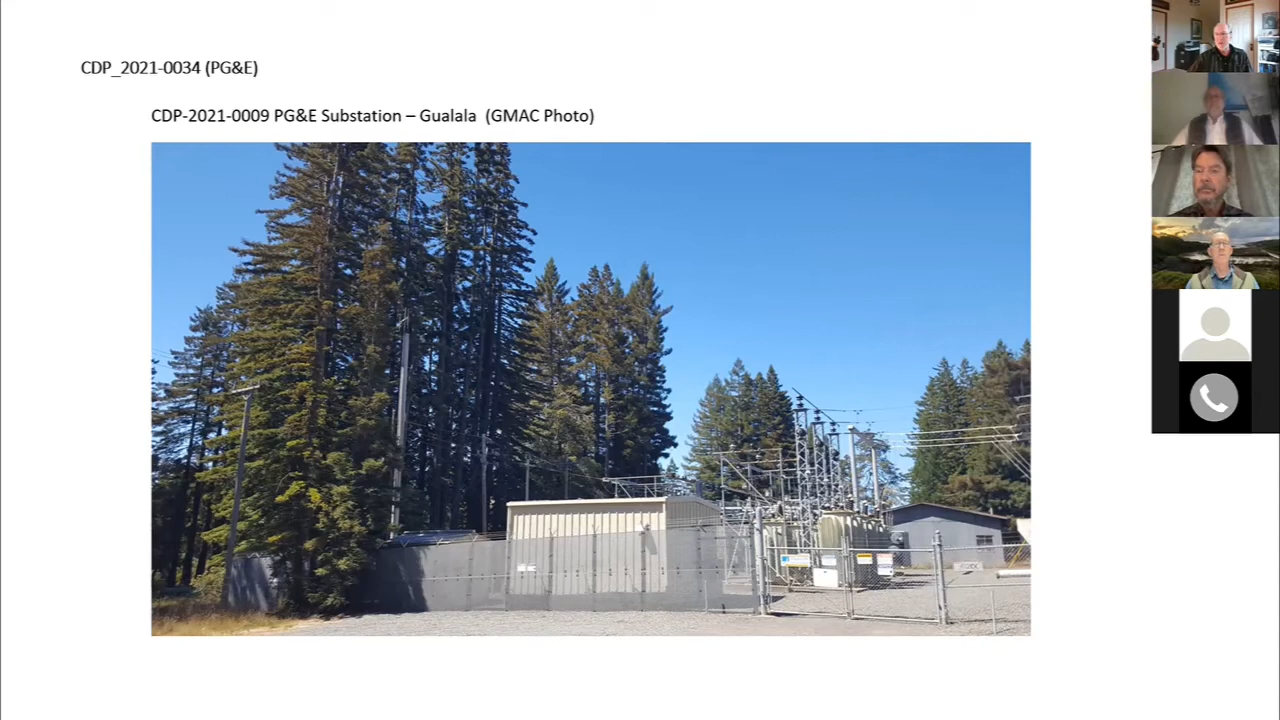 CDP_2021-0034 (PG&E)
CDP-2021-0009 PG&E Substation – Gualala  (GMAC Photo)